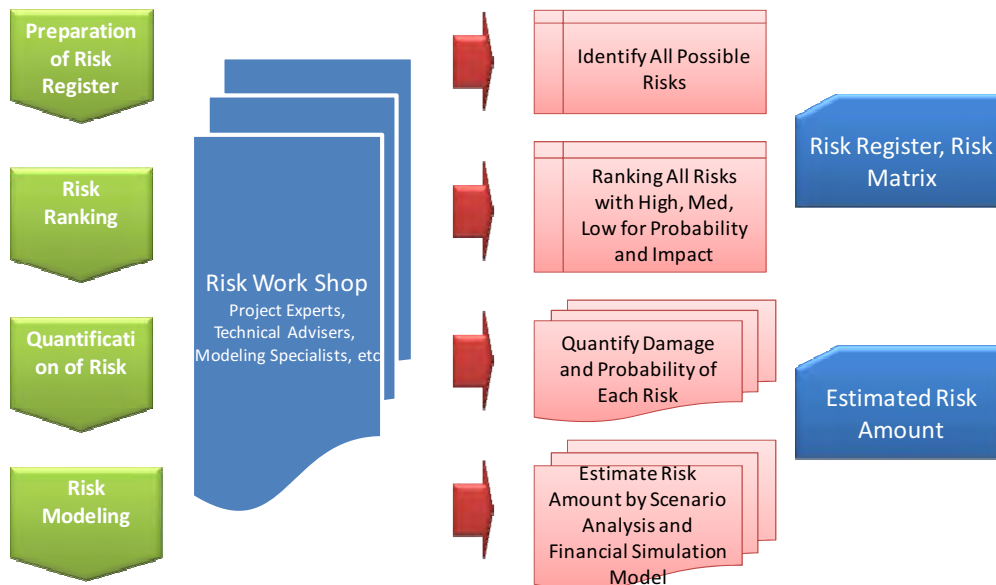 Preparation
of Risk
Register
Identify All Possible
Risks
Risk Register, Risk
Matrix
Risk
Ranking
Ranking All Risks
with High, Med,
Low for Probability
and Impact
Risk Work Shop
Project Experts,
Technical Advisers,
Modeling Specialists, etc
Quantificati
on of Risk
Quantify Damage
and Probability of
Each Risk
Estimated Risk
Amount
Risk
Modeling
Estimate Risk
Amount by Scenario
Analysis and
Financial Simulation
Model